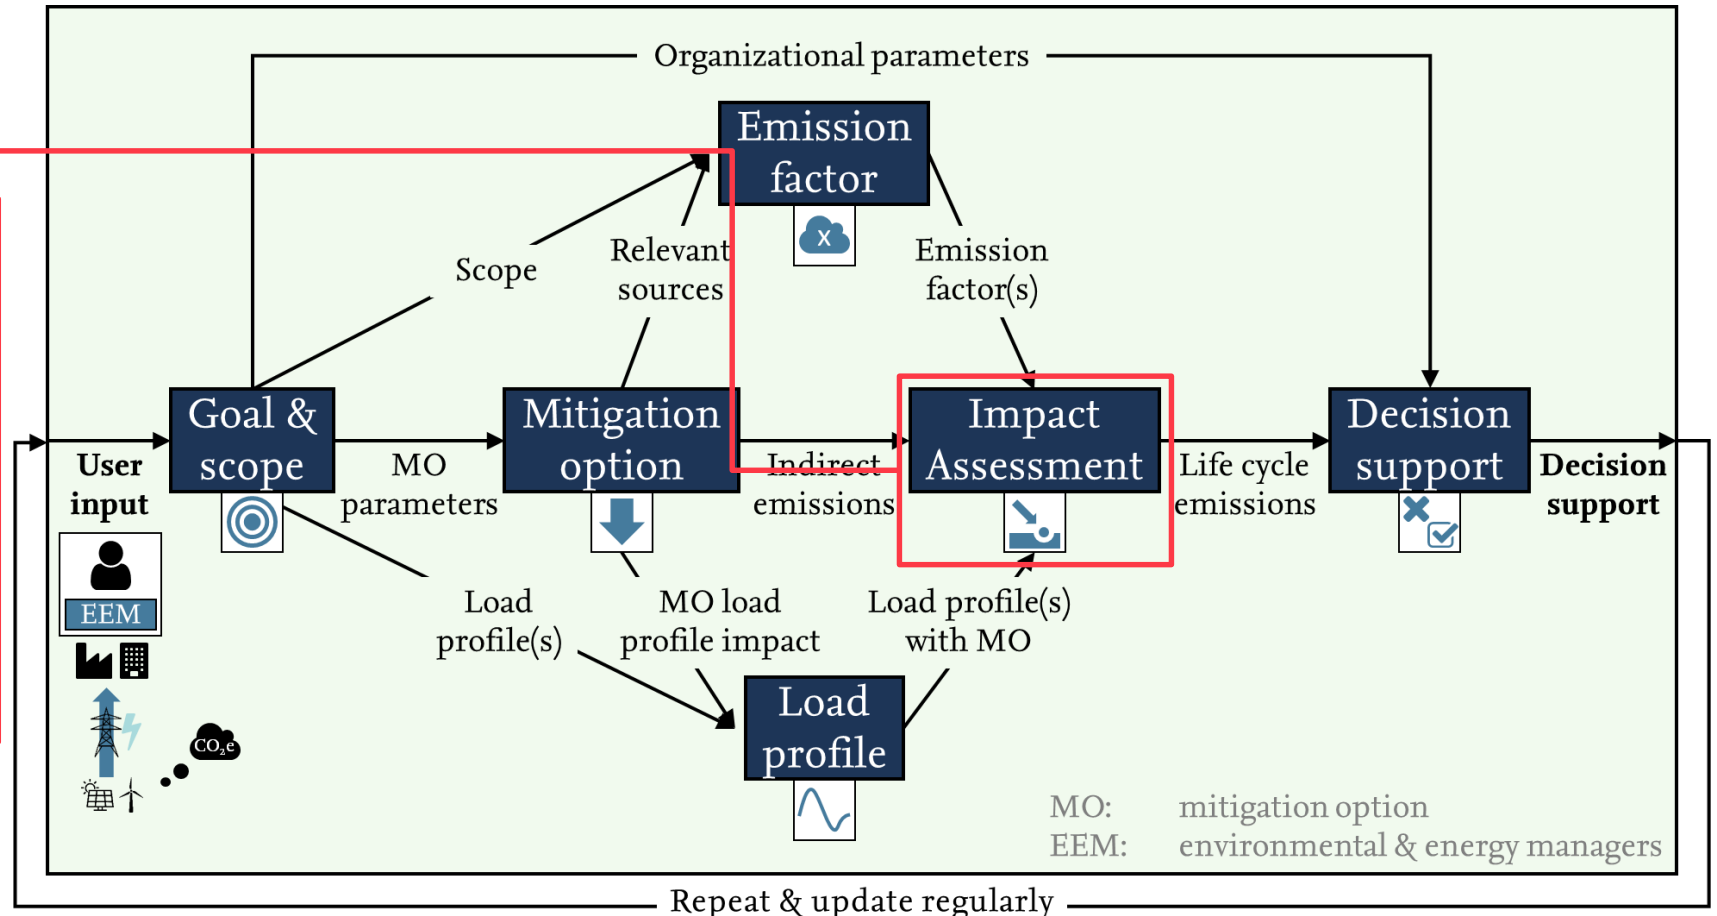 Organizational parameters
Emission
factor
X
Scope
Relevant
sources
Emission
factor(s)
Goal &
scope
Mitigation
option
Impact
Assessment
Decision
support
User
input
MO
parameters
Indirect
emissions
Life cycle
emissions
Decision
support
EEM
Load
profile(s)
MO load
profile impact
Load profile(s)
with MO
Load
profile
CO₂e
MO: mitigation option
EEM: environmental & energy managers
Repeat & update regularly